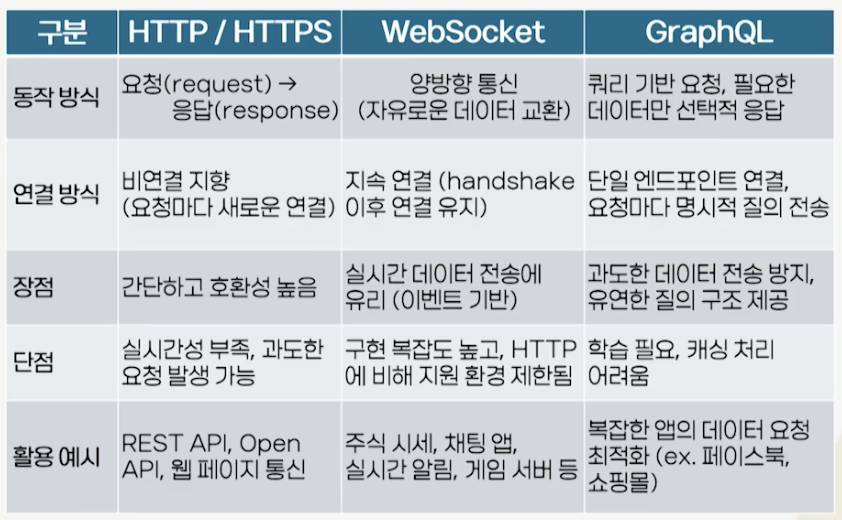 구분
HTTP / HTTPS
WebSocket
GraphQL
동작 방식
요청(request) →
응답(response)
양방향 통신
(자유로운 데이터 교환)
쿼리 기반 요청, 필요한
데이터만 선택적 응답
연결 방식
비연결 지향
(요청마다 새로운 연결)
지속 연결 (handshake
이후 연결 유지)
단일 엔드포인트 연결,
요청마다 명시적 질의 전송
장점
간단하고 호환성 높음
실시간 데이터 전송에
유리 (이벤트 기반)
과도한 데이터 전송 방지,
유연한 질의 구조 제공
단점
실시간성 부족, 과도한
요청 발생 가능
구현 복잡도 높고, HTTP
에 비해 지원 환경 제한됨
학습 필요, 캐싱 처리
어려움
활용 예시
REST API, Open
API, 웹 페이지 통신
주식 시세, 채팅 앱,
실시간 알림, 게임 서버 등
복잡한 앱의 데이터 요청
최적화 (ex. 페이스북,
쇼핑몰)